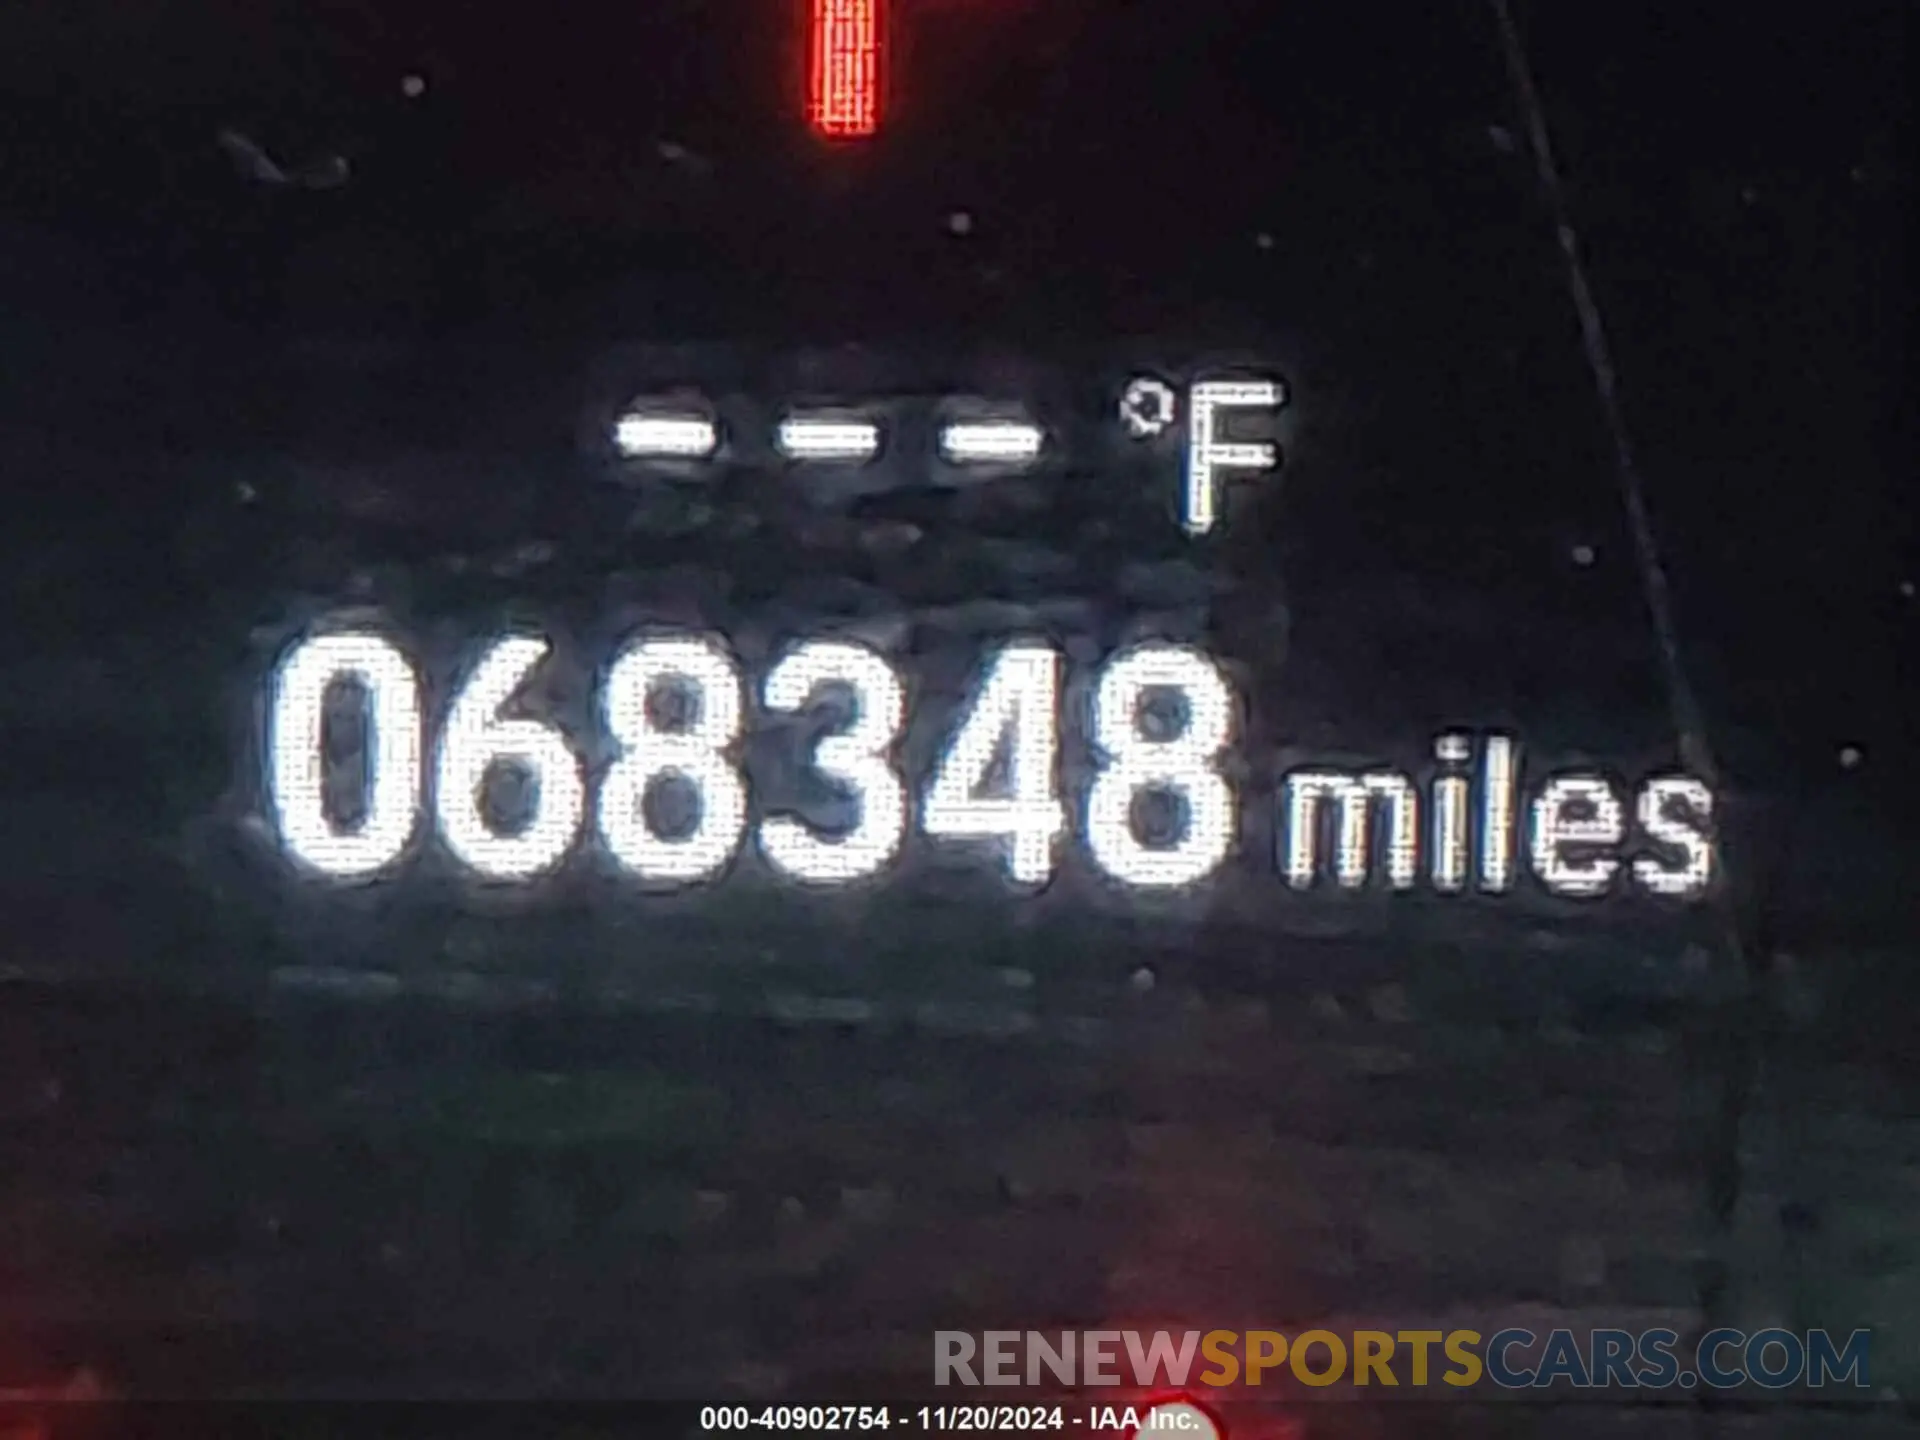 --- °F
068348 miles
RENEWSPORTSCARS.COM
000-40902754 - 11/20/2024 - IAA Inc.